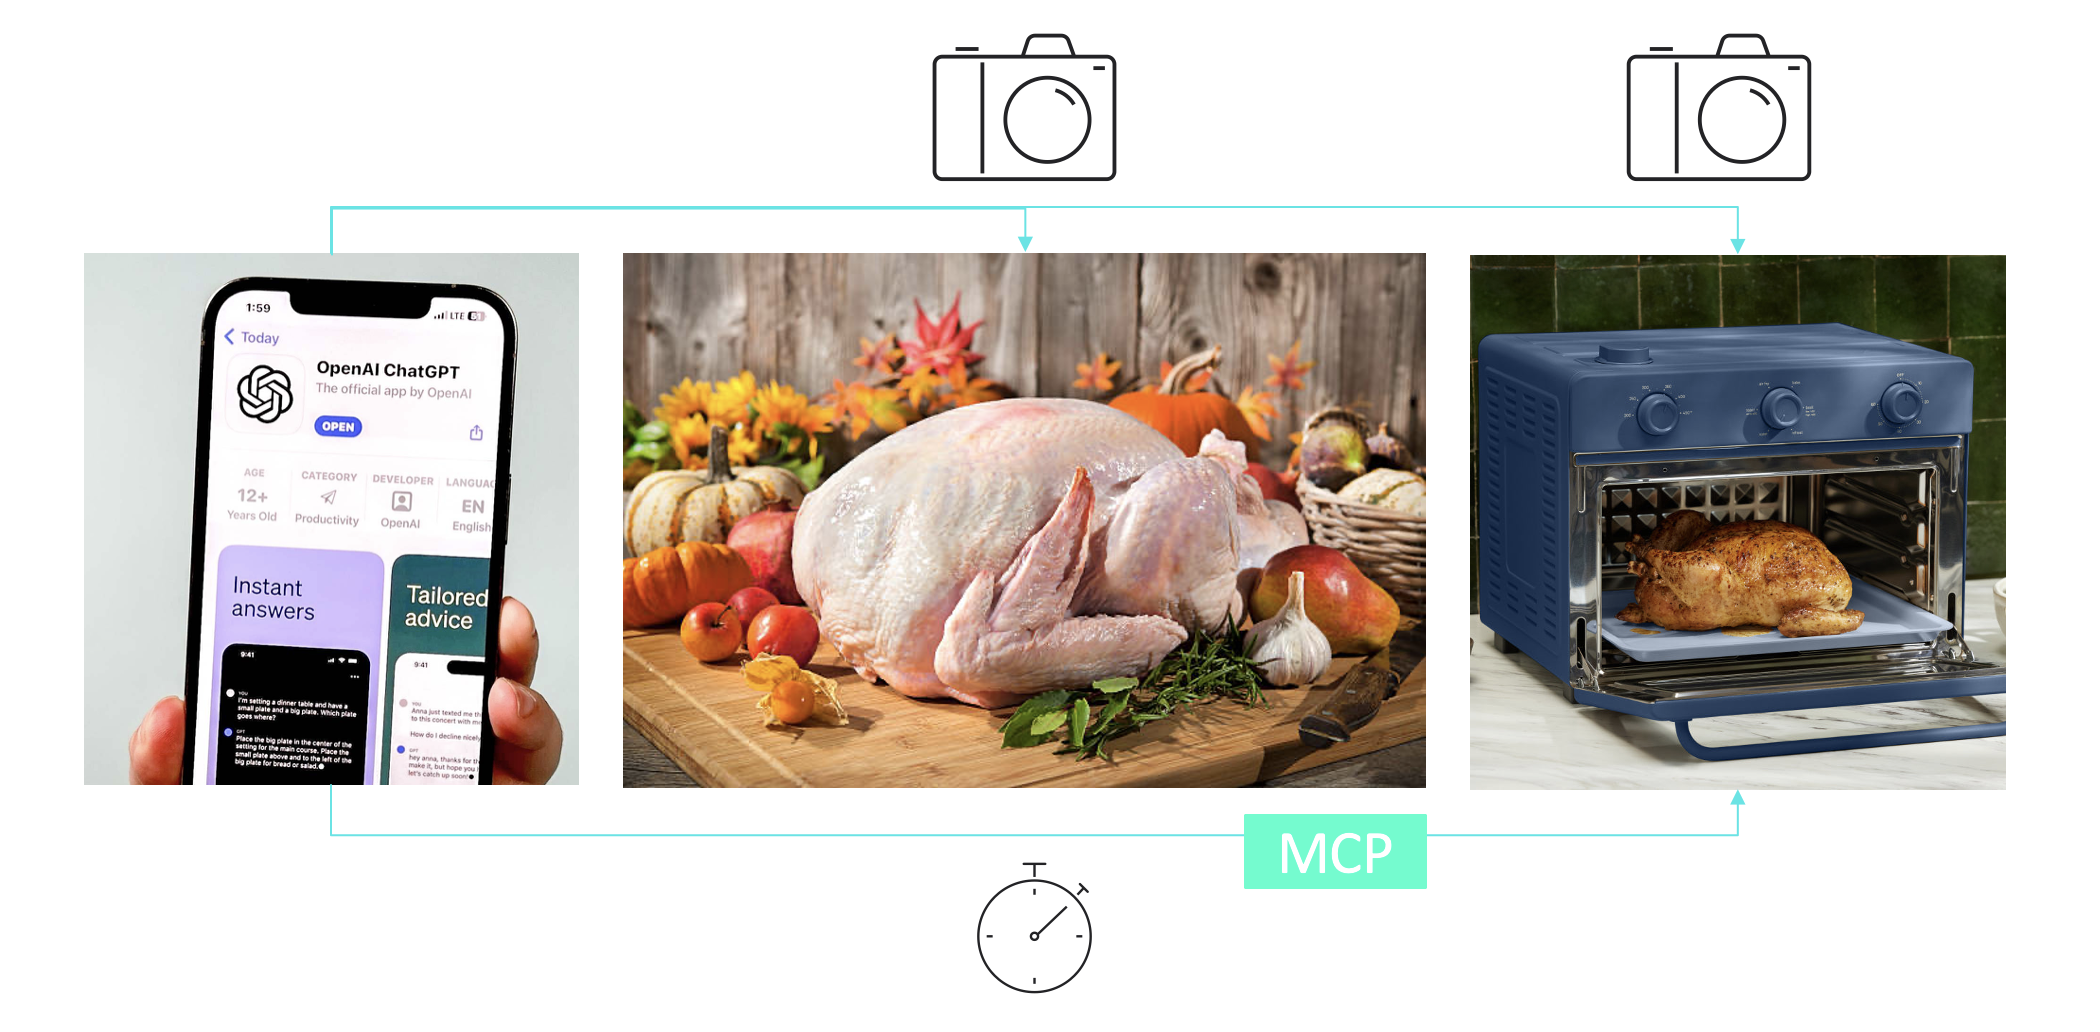 1:59
LTE
Today
OpenAI ChatGPT
The official app by OpenAI
OPEN
AGE
CATEGORY
DEVELOPER
LANGUAG
12+
EN
Years Old
Productivity
OpenAI
English
Instant
answers
Tailored
advice
9:41
YOU
I'm setting a dinner table and have a
small plate and a big plate. Which plate
goes where?
GPT
Place the big plate in the center of the
setting for the main course. Place the
small plate above and to the left of the
big plate for bread or salad.
9:41
YOU
Anna just texted me
to this concert with
How do I decline nicely
GPT
hey anna, thanks for
make it, but hope you
let's catch up soon!
MCP